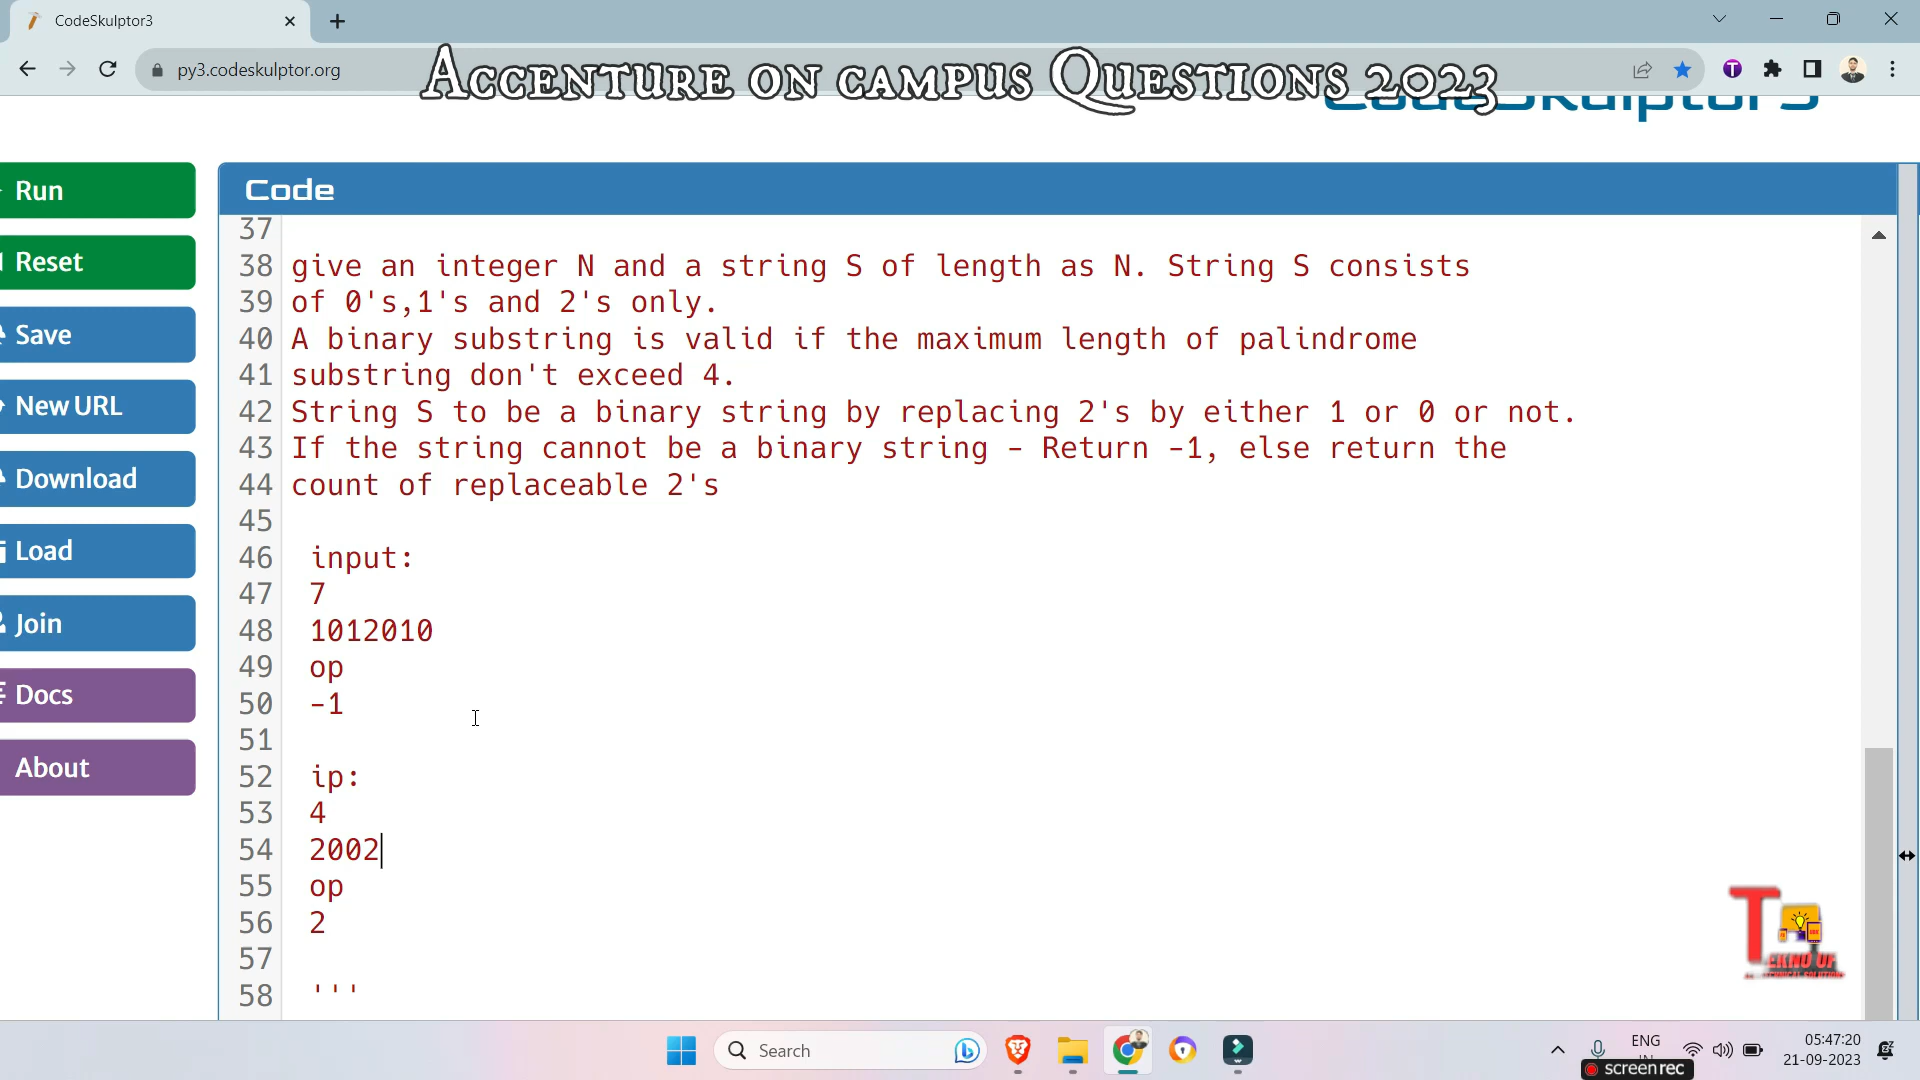 CodeSkulptor3
py3.codeskulptor.org
Accenture on campus Questions 2023
CodeSkulptor3
Run
Reset
Save
New URL
Download
Load
Join
Docs
About
Code
37
38 give an integer N and a string S of length as N. String S consists
39 of 0's,1's and 2's only.
40 A binary substring is valid if the maximum length of palindrome
41 substring don't exceed 4.
42 String S to be a binary string by replacing 2's by either 1 or 0 or not.
43 If the string cannot be a binary string - Return -1, else return the
44 count of replaceable 2's
45
46 input:
47 7
48 1012010
49 op
50 -1
51
52 ip:
53 4
54 2002
55 op
56 2
57
58 '''
Search
ENG
05:47:20
21-09-2023
screenrec